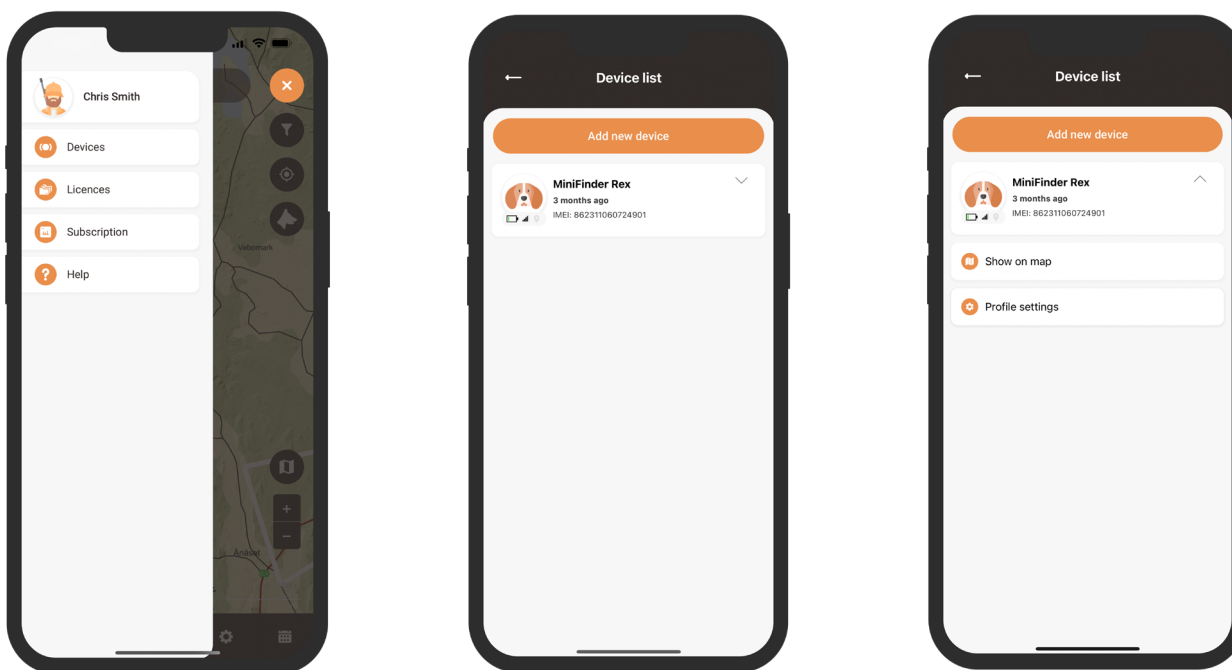 Chris Smith
Devices
Licences
Subscription
Help
Vebomark
Ånäset
Device list
Add new device
MiniFinder Rex
3 months ago
IMEI: 862311060724901
Device list
Add new device
MiniFinder Rex
3 months ago
IMEI: 862311060724901
Show on map
Profile settings